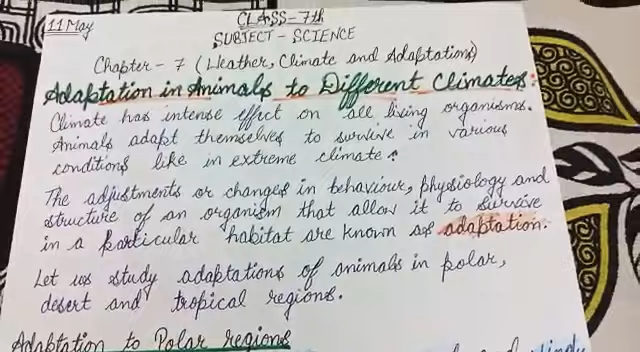 11 May
CLASS-7th
SUBJECT - SCIENCE
Chapter - 7 (Weather, Climate and Adaptations)
Adaptation in Animals to Different Climates:
Climate has intense effect on all living organisms.
Animals adapt themselves to survive in various
conditions like in extreme climate.
The adjustments or changes in behaviour, physiology and
structure of an organism that allow it to survive
in a particular habitat are known as adaptation.
Let us study adaptations of animals in polar,
desert and tropical regions.
Adaptation to Polar regions